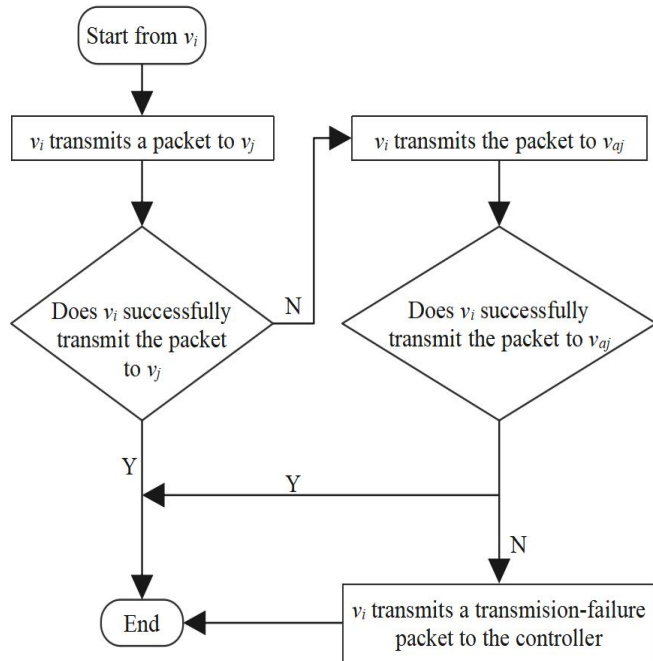 Start from vi
vi transmits a packet to vj
vi transmits the packet to vaj
Does vi successfully
transmit the packet
to vj
N
Does vi successfully
transmit the packet to vaj
Y
Y
N
End
vi transmits a transmision-failure
packet to the controller